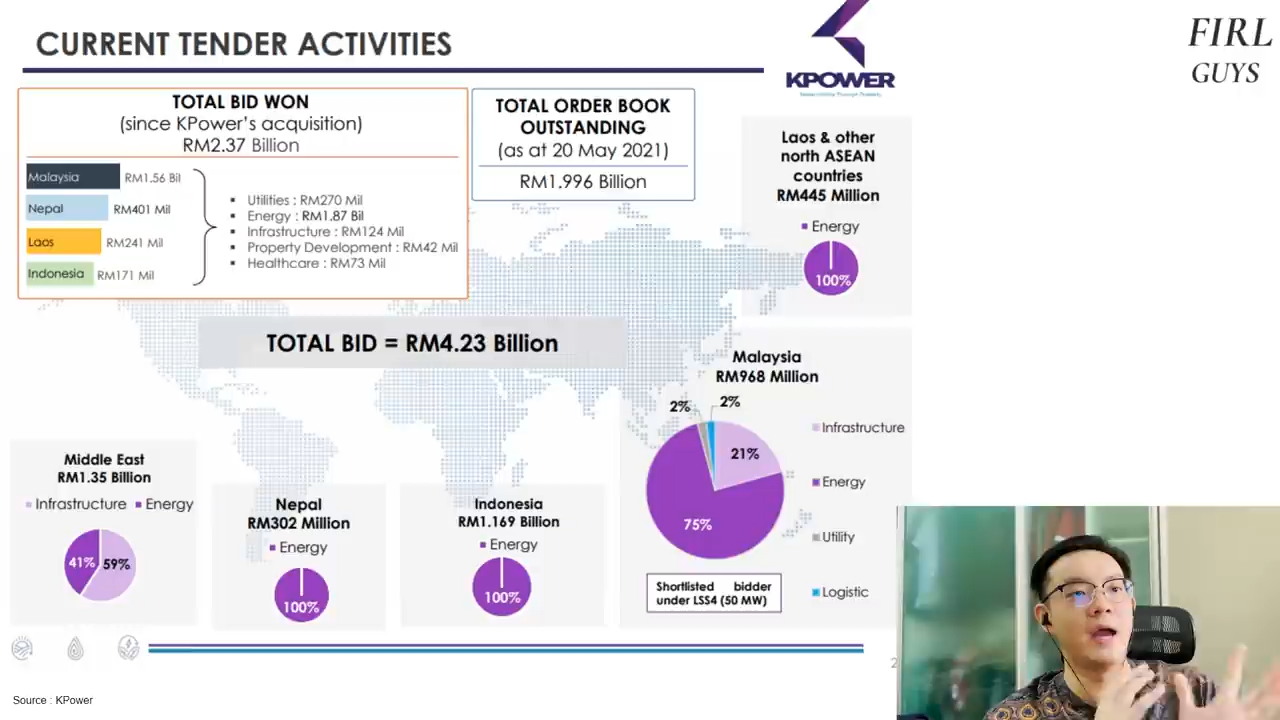 CURRENT TENDER ACTIVITIES
KPOWER
FIRL
GUYS
TOTAL BID WON
(since KPower's acquisition)
RM2.37 Billion
Malaysia RM1.56 Bil
Nepal RM401 Mil
Laos RM241 Mil
Indonesia RM171 Mil
▪ Utilities : RM270 Mil
▪ Energy : RM1.87 Bil
▪ Infrastructure : RM124 Mil
▪ Property Development : RM42 Mil
▪ Healthcare : RM73 Mil
TOTAL ORDER BOOK
OUTSTANDING
(as at 20 May 2021)
RM1.996 Billion
Laos & other
north ASEAN
countries
RM445 Million
Energy
100%
TOTAL BID = RM4.23 Billion
Malaysia
RM968 Million
2%
2%
21%
75%
Infrastructure
Energy
Utility
Logistic
Shortlisted bidder
under LSS4 (50 MW)
Middle East
RM1.35 Billion
Infrastructure Energy
41% 59%
Nepal
RM302 Million
Energy
100%
Indonesia
RM1.169 Billion
Energy
100%
Source : KPower